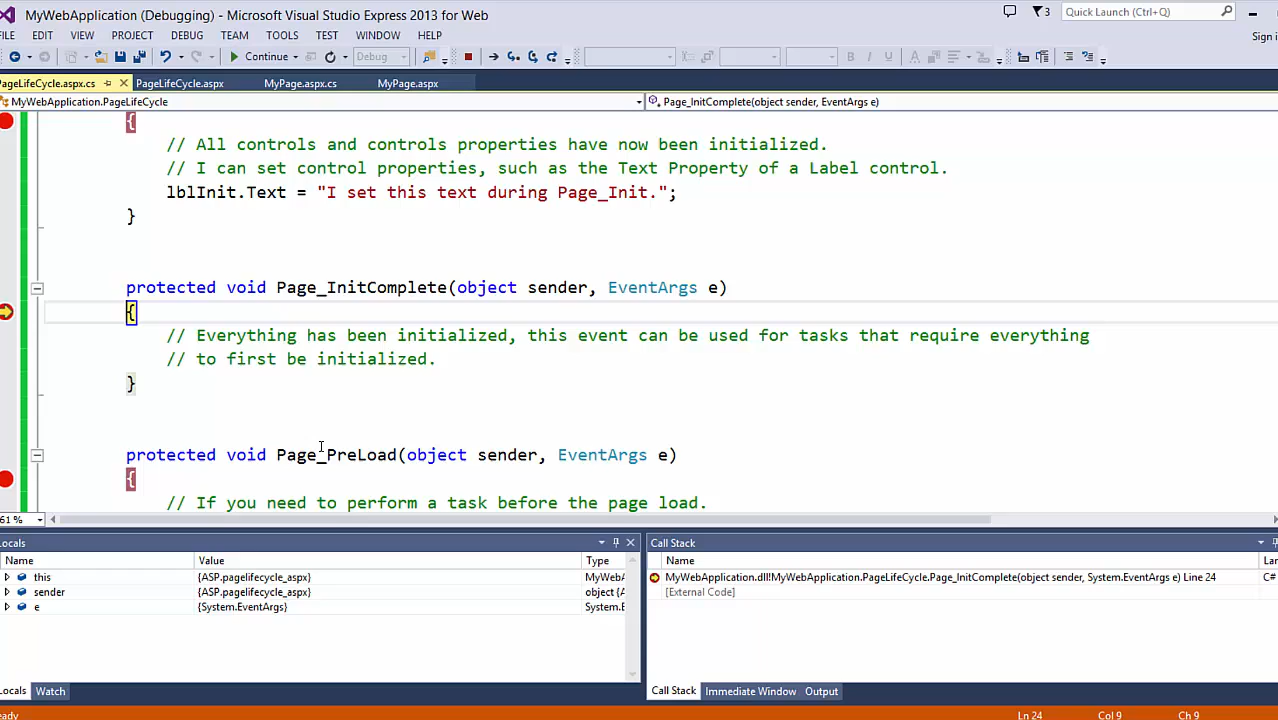 MyWebApplication (Debugging) - Microsoft Visual Studio Express 2013 for Web
3
Quick Launch (Ctrl+Q)
FILE EDIT VIEW PROJECT DEBUG TEAM TOOLS TEST WINDOW HELP
Sign i
Continue Debug
PageLifeCycle.aspx.cs PageLifeCycle.aspx MyPage.aspx.cs MyPage.aspx
MyWebApplication.PageLifeCycle Page_InitComplete(object sender, EventArgs e)
{
// All controls and controls properties have now been initialized.
// I can set control properties, such as the Text Property of a Label control.
lblInit.Text = "I set this text during Page_Init.";
}
protected void Page_InitComplete(object sender, EventArgs e)
{
// Everything has been initialized, this event can be used for tasks that require everything
// to first be initialized.
}
protected void Page_PreLoad(object sender, EventArgs e)
{
// If you need to perform a task before the page load.
61 %
Locals
Name Value Type
this {ASP.pagelifecycle_aspx} MyWebA
sender {ASP.pagelifecycle_aspx} object {A
e {System.EventArgs} System.E
Locals Watch
Call Stack
Name La
MyWebApplication.dll!MyWebApplication.PageLifeCycle.Page_InitComplete(object sender, System.EventArgs e) Line 24 C#
[External Code]
Call Stack Immediate Window Output
eady Ln 24 Col 9 Ch 9